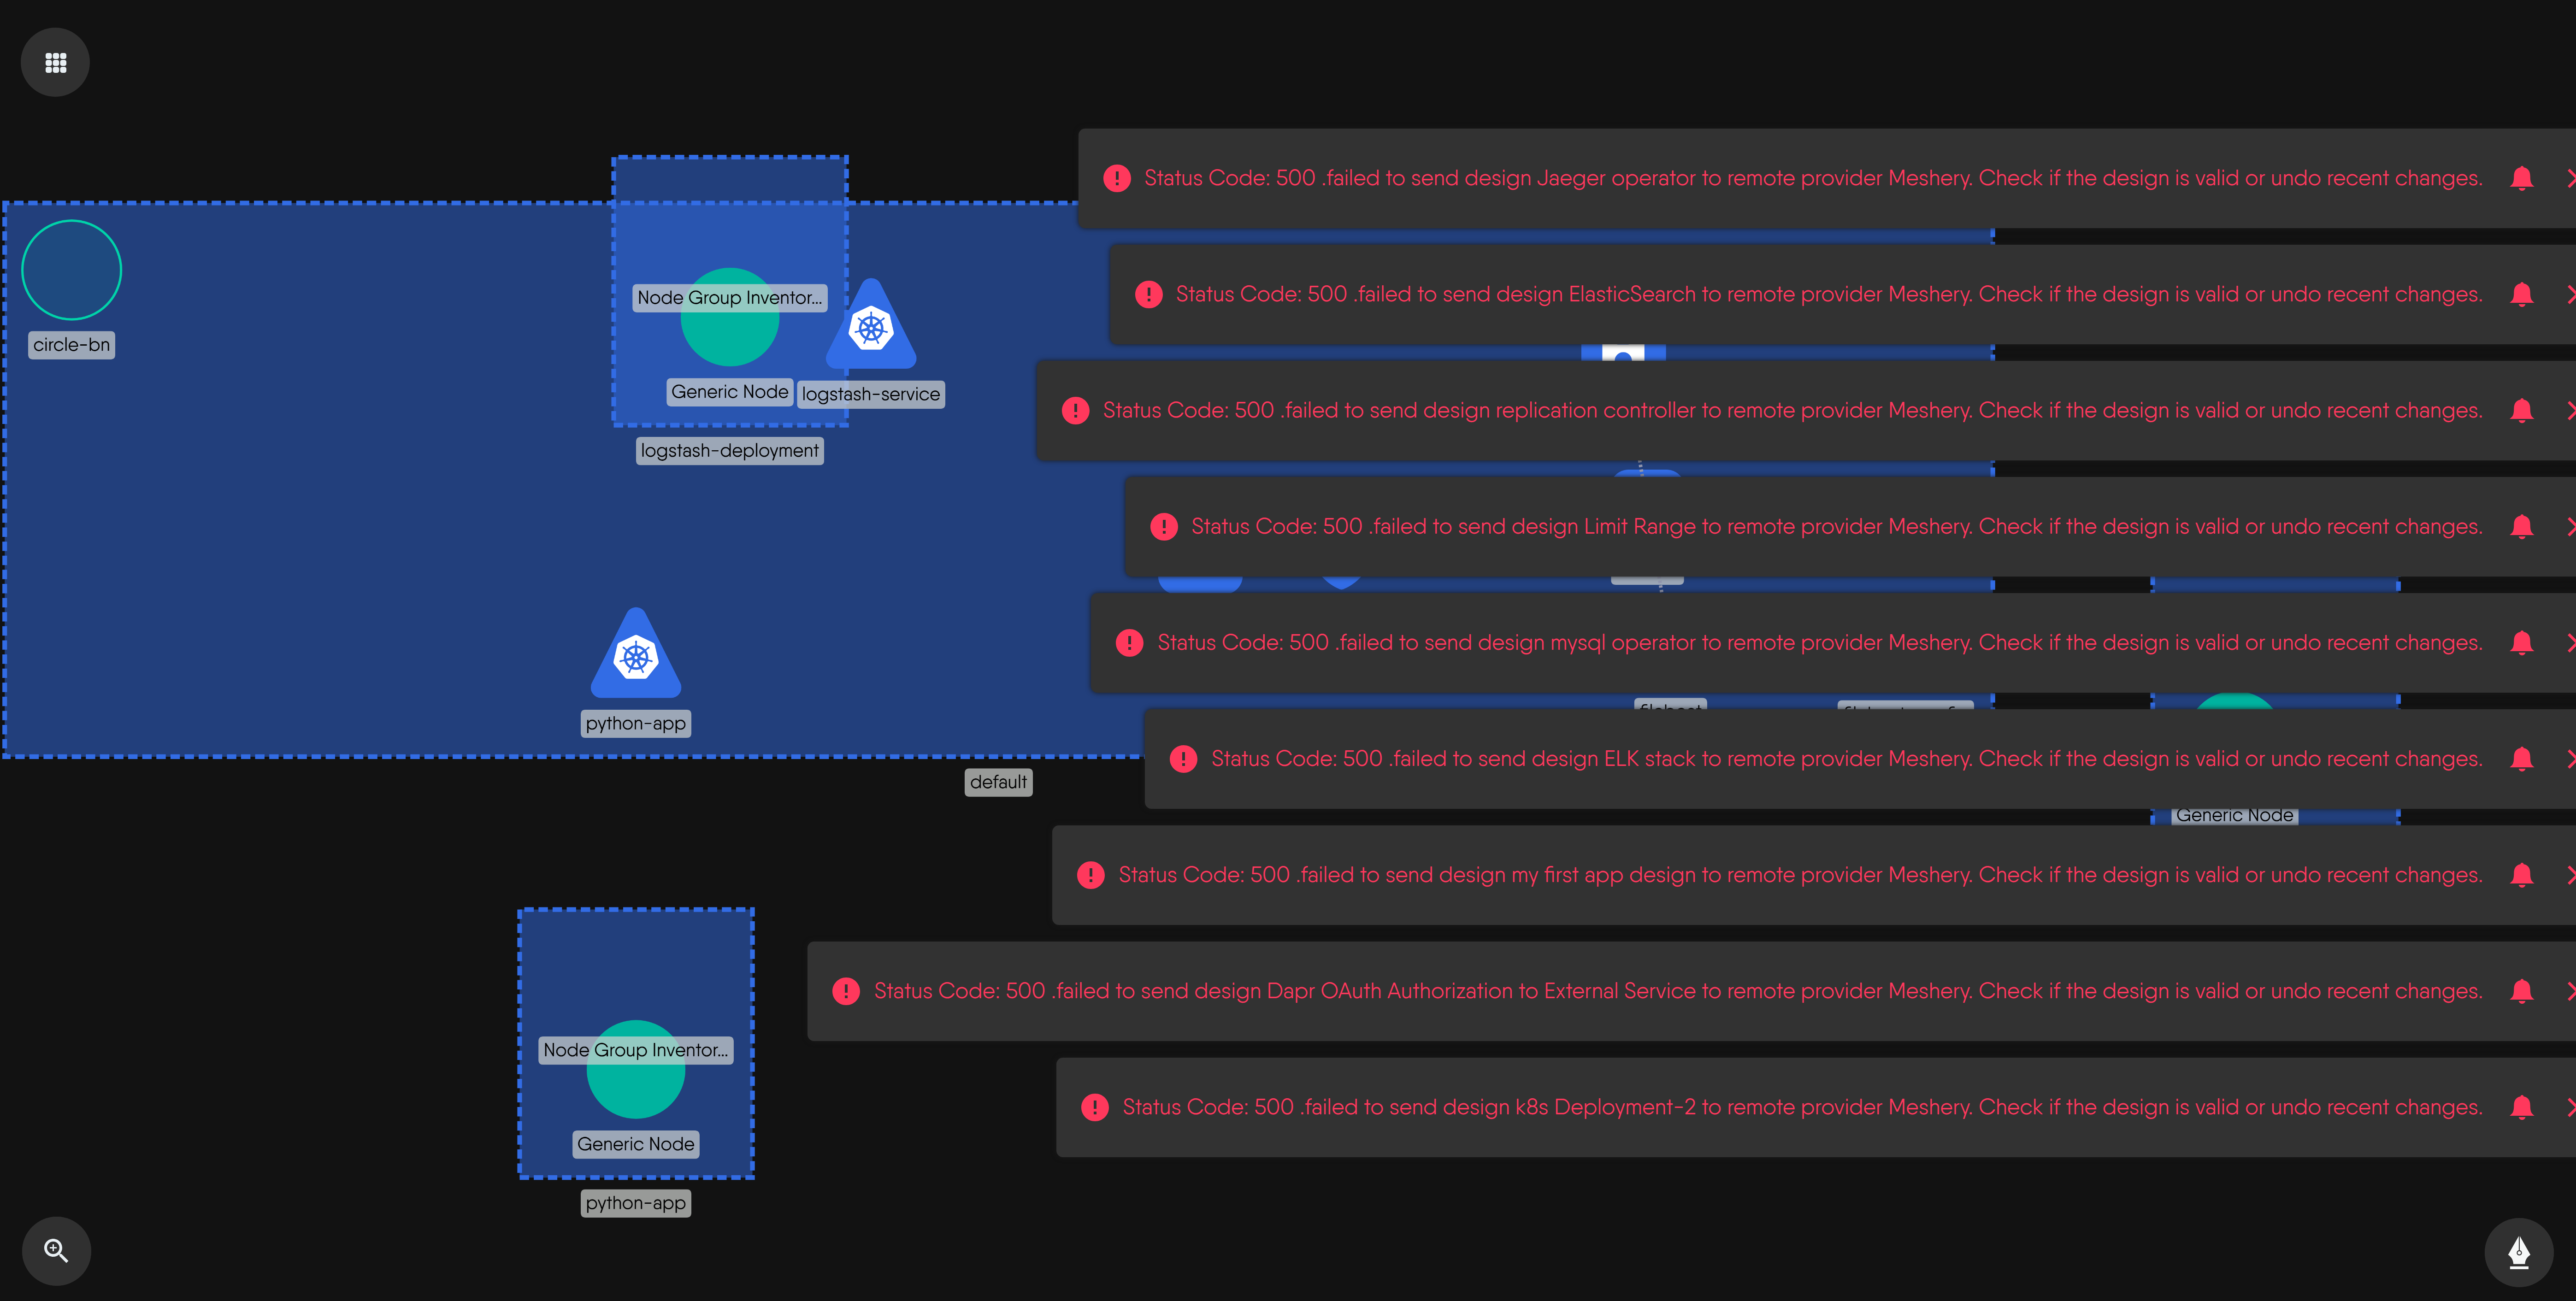 Status Code: 500 .failed to send design Jaeger operator to remote provider Meshery. Check if the design is valid or undo recent changes.
Node Group Inventor...
Status Code: 500 .failed to send design ElasticSearch to remote provider Meshery. Check if the design is valid or undo recent changes.
circle-bn
Generic Node
logstash-service
Status Code: 500 .failed to send design replication controller to remote provider Meshery. Check if the design is valid or undo recent changes.
logstash-deployment
Status Code: 500 .failed to send design Limit Range to remote provider Meshery. Check if the design is valid or undo recent changes.
Status Code: 500 .failed to send design mysql operator to remote provider Meshery. Check if the design is valid or undo recent changes.
python-app
Status Code: 500 .failed to send design ELK stack to remote provider Meshery. Check if the design is valid or undo recent changes.
default
Generic Node
Status Code: 500 .failed to send design my first app design to remote provider Meshery. Check if the design is valid or undo recent changes.
Status Code: 500 .failed to send design Dapr OAuth Authorization to External Service to remote provider Meshery. Check if the design is valid or undo recent changes.
Node Group Inventor...
Status Code: 500 .failed to send design k8s Deployment-2 to remote provider Meshery. Check if the design is valid or undo recent changes.
Generic Node
python-app